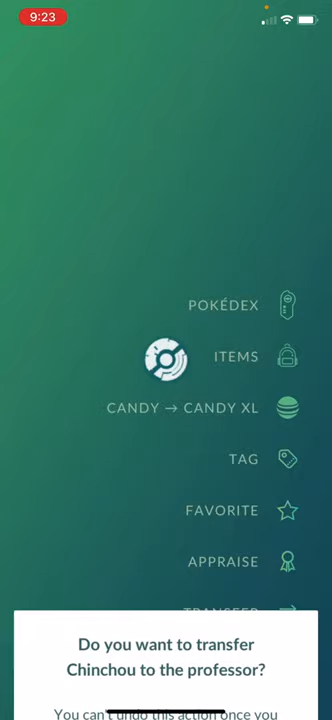 9:23
POKÉDEX
ITEMS
CANDY → CANDY XL
TAG
FAVORITE
APPRAISE
TRANSFER
Do you want to transfer
Chinchou to the professor?
You can't undo this action once you